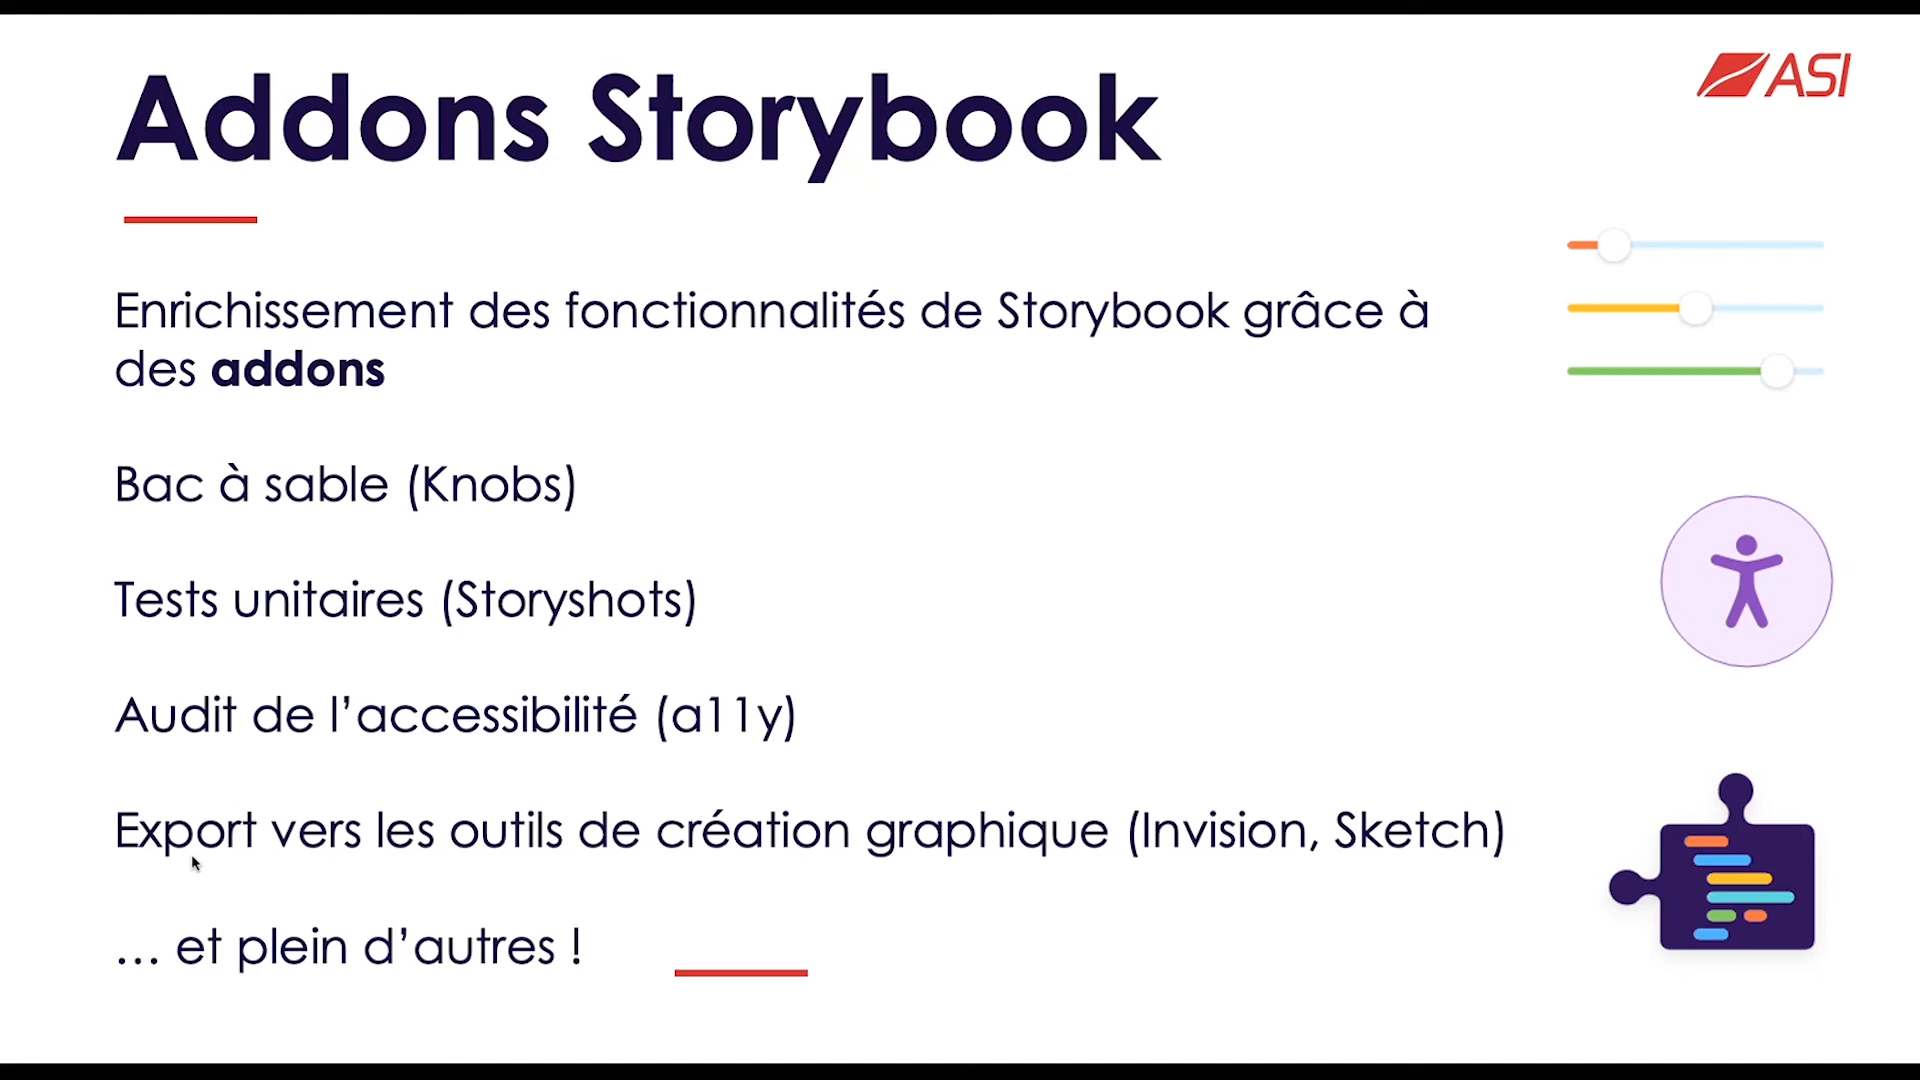 Addons Storybook
ASI
Enrichissement des fonctionnalités de Storybook grâce à
des addons
Bac à sable (Knobs)
Tests unitaires (Storyshots)
Audit de l’accessibilité (a11y)
Export vers les outils de création graphique (Invision, Sketch)
… et plein d’autres !